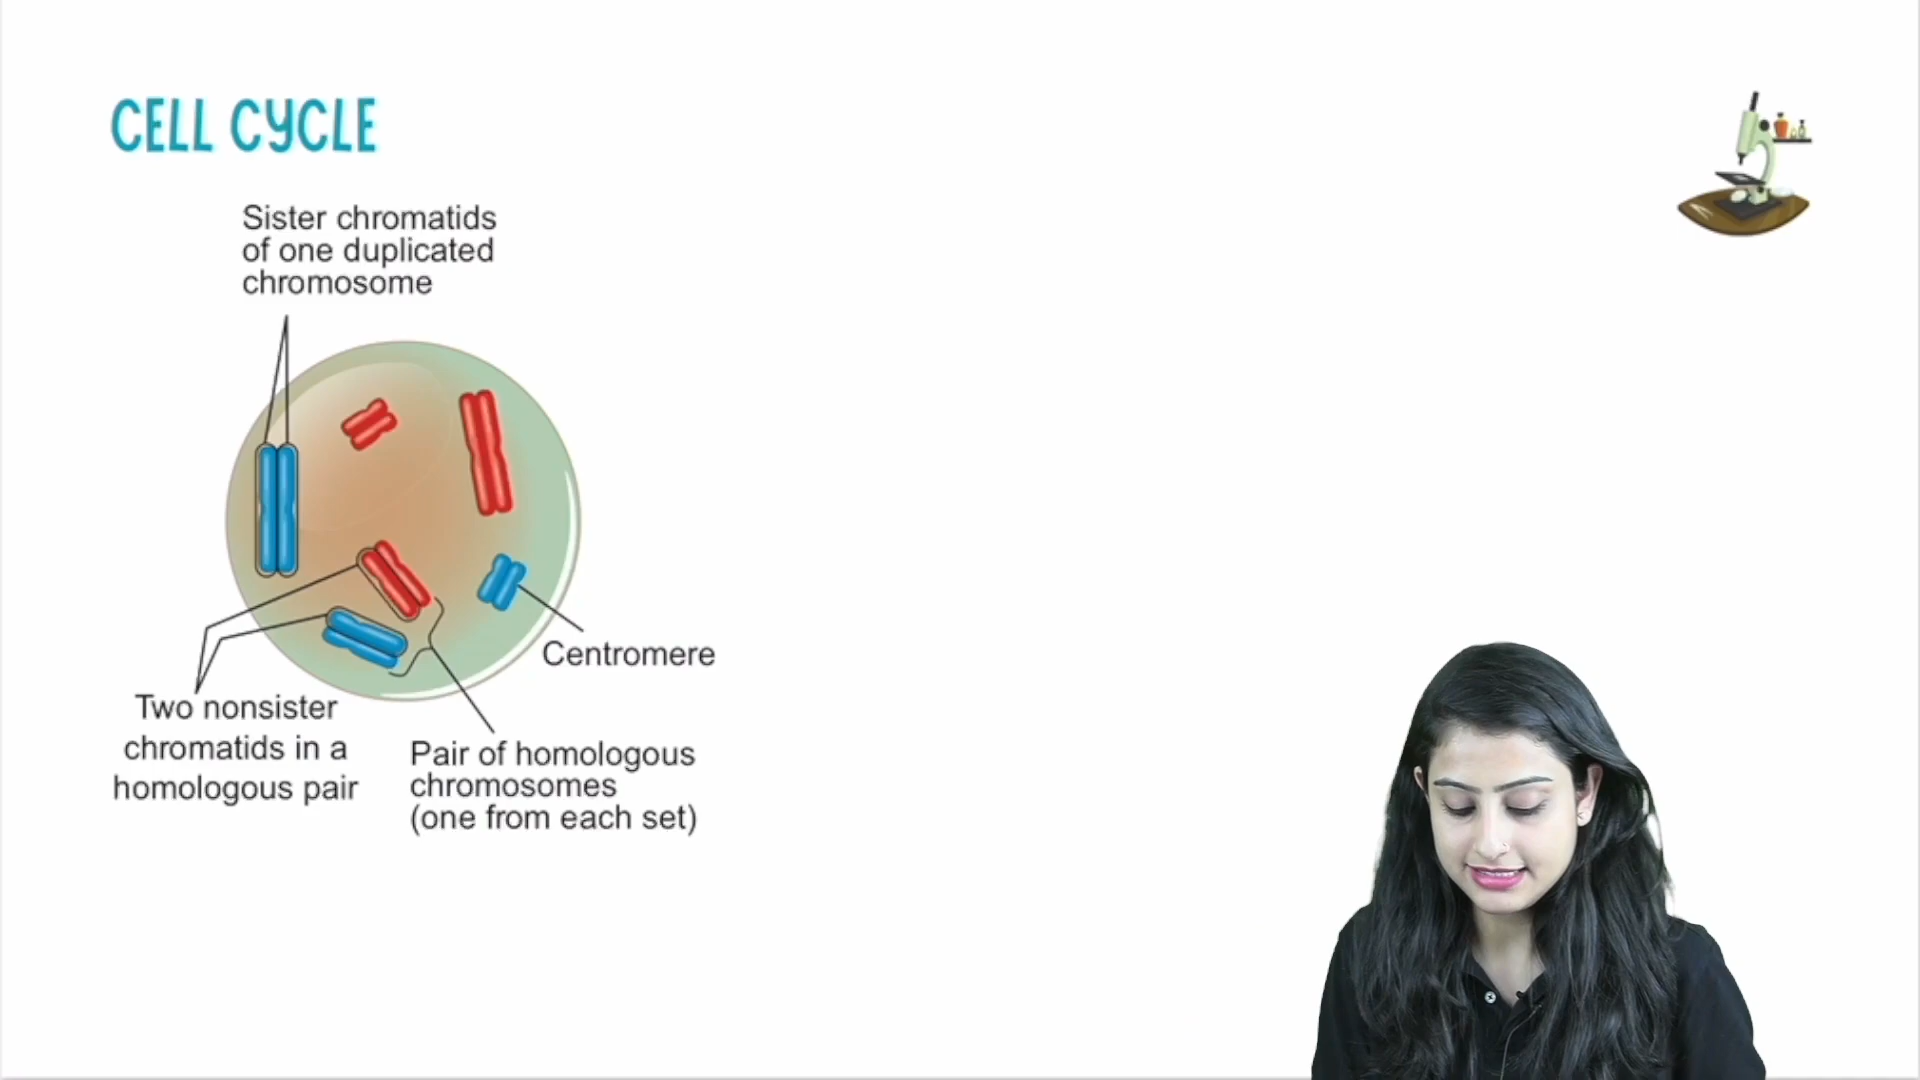 CELL CYCLE
Sister chromatids
of one duplicated
chromosome
Centromere
Two nonsister
chromatids in a
homologous pair
Pair of homologous
chromosomes
(one from each set)